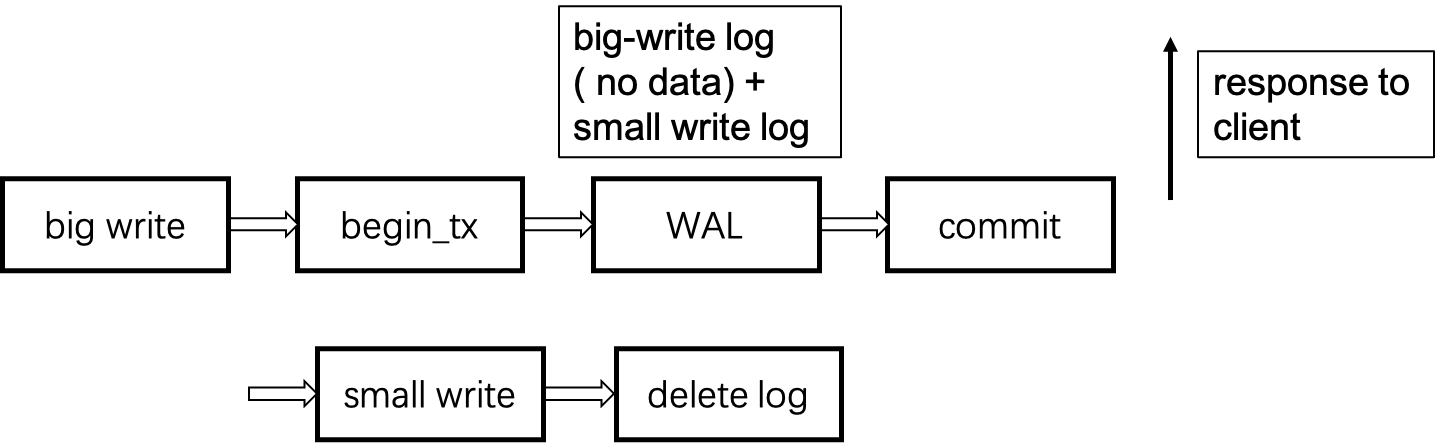 big-write log
( no data) +
small write log
response to
client
big write
begin_tx
WAL
commit
small write
delete log